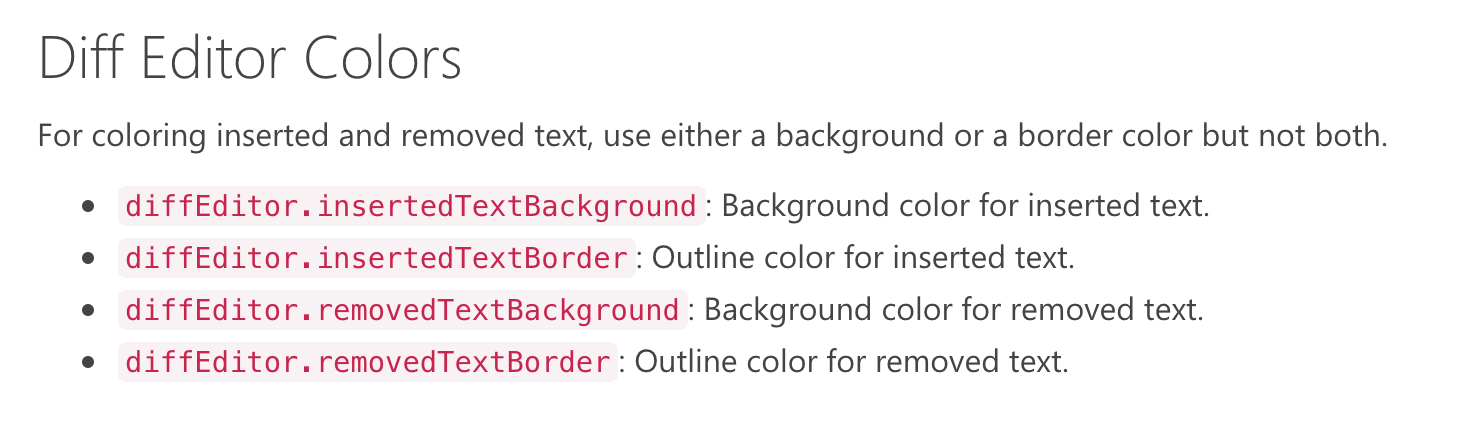 Diff Editor Colors
For coloring inserted and removed text, use either a background or a border color but not both.
• diffEditor.insertedTextBackground: Background color for inserted text.
• diffEditor.insertedTextBorder: Outline color for inserted text.
• diffEditor.removedTextBackground: Background color for removed text.
• diffEditor.removedTextBorder: Outline color for removed text.